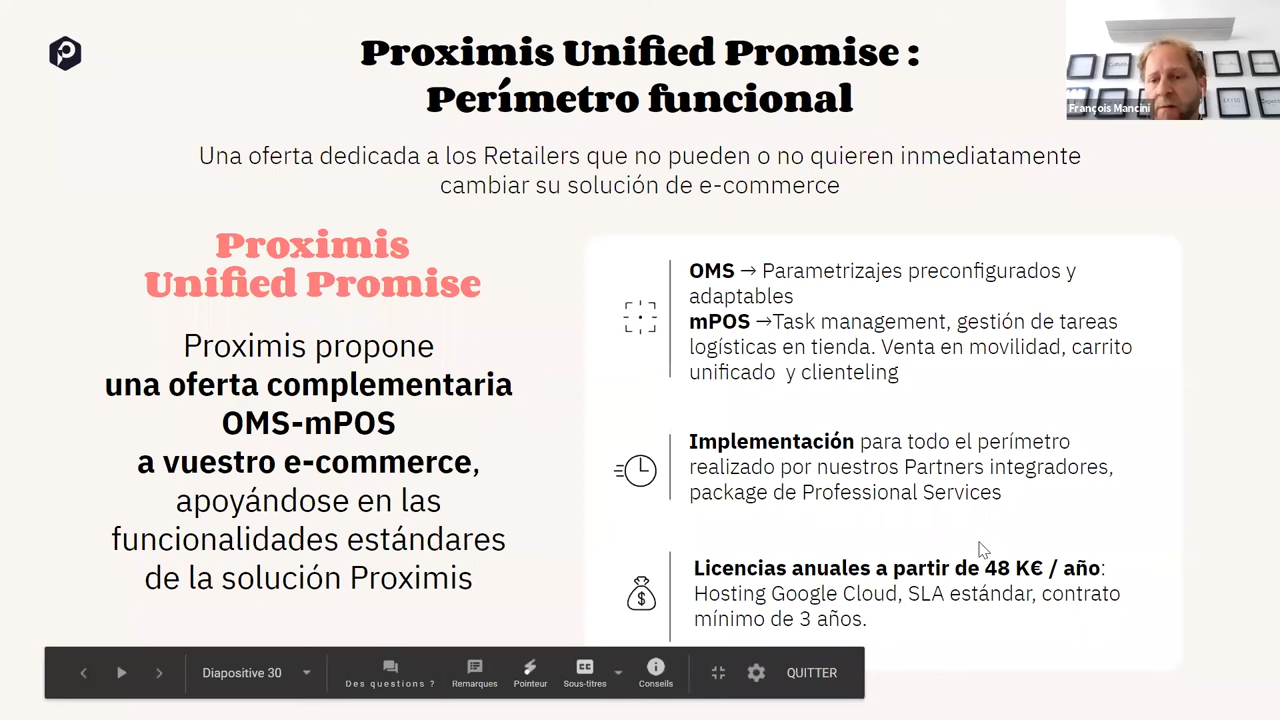 Proximis Unified Promise :
Perímetro funcional
François Mancini
Una oferta dedicada a los Retailers que no pueden o no quieren inmediatamente
cambiar su solución de e-commerce
Proximis
Unified Promise
Proximis propone
una oferta complementaria
OMS-mPOS
a vuestro e-commerce,
apoyándose en las
funcionalidades estándares
de la solución Proximis
OMS → Parametrizajes preconfigurados y
adaptables
mPOS →Task management, gestión de tareas
logísticas en tienda. Venta en movilidad, carrito
unificado y clienteling
Implementación para todo el perímetro
realizado por nuestros Partners integradores,
package de Professional Services
Licencias anuales a partir de 48 K€ / año:
Hosting Google Cloud, SLA estándar, contrato
mínimo de 3 años.
Diapositive 30
Des questions ?
Remarques
Pointeur
Sous-titres
Conseils
QUITTER